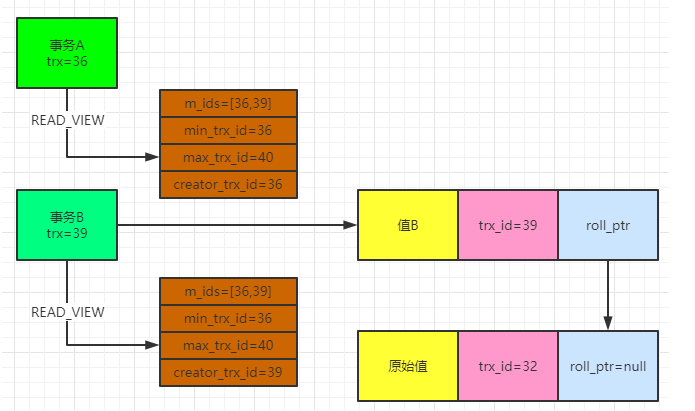 事务A
trx=36
READ_VIEW
m_ids=[36,39]
min_trx_id=36
max_trx_id=40
creator_trx_id=36
事务B
trx=39
值B
trx_id=39
roll_ptr
READ_VIEW
m_ids=[36,39]
min_trx_id=36
max_trx_id=40
creator_trx_id=39
原始值
trx_id=32
roll_ptr=null